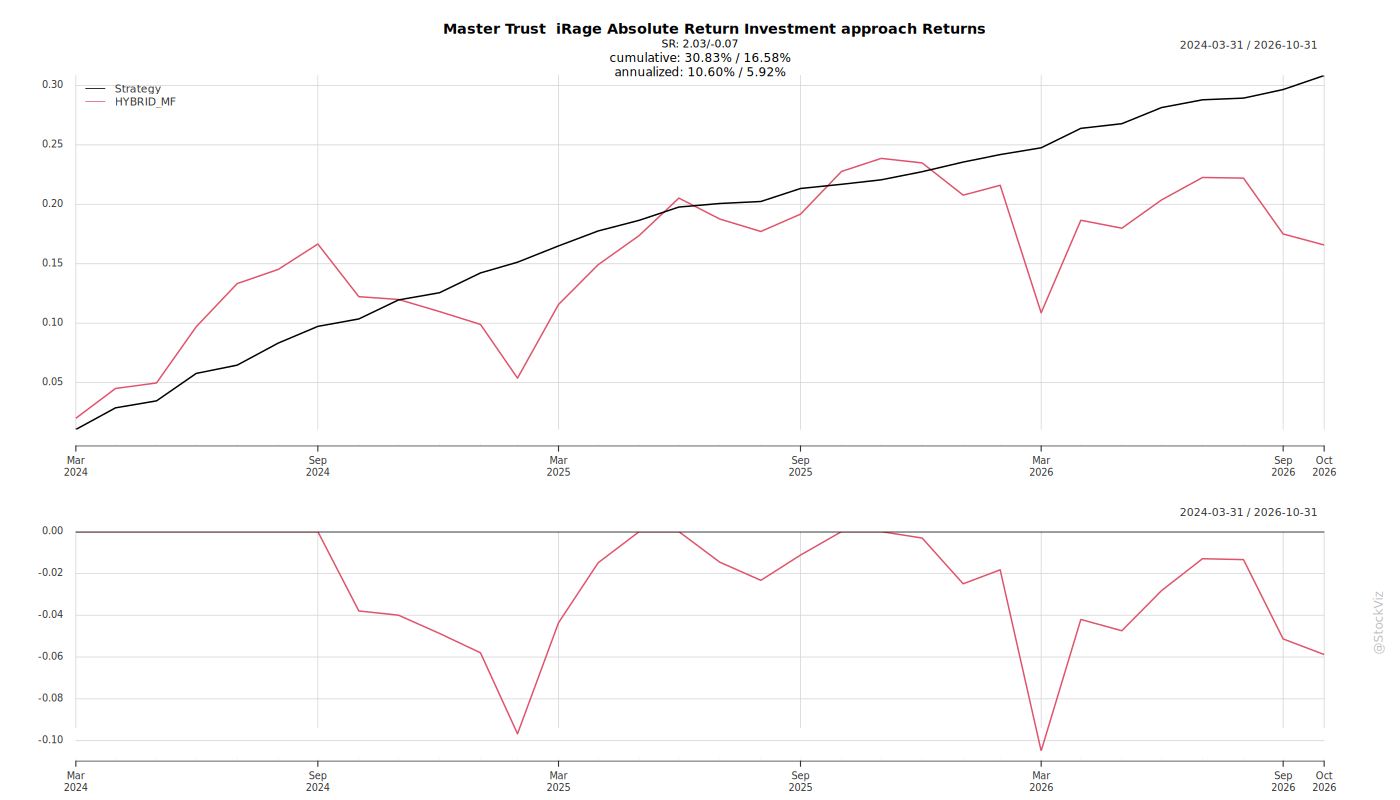 Master Trust  iRage Absolute Return Investment approach Returns
SR: 2.03/-0.07
cumulative: 30.83% / 16.58%
annualized: 10.60% / 5.92%
2024-03-31 / 2026-10-31
Strategy
HYBRID_MF
0.30
0.25
0.20
0.15
0.10
0.05
Mar 2024
Sep 2024
Mar 2025
Sep 2025
Mar 2026
Sep 2026
Oct 2026
2024-03-31 / 2026-10-31
0.00
-0.02
-0.04
-0.06
-0.08
-0.10
Mar 2024
Sep 2024
Mar 2025
Sep 2025
Mar 2026
Sep 2026
Oct 2026
@StockViz